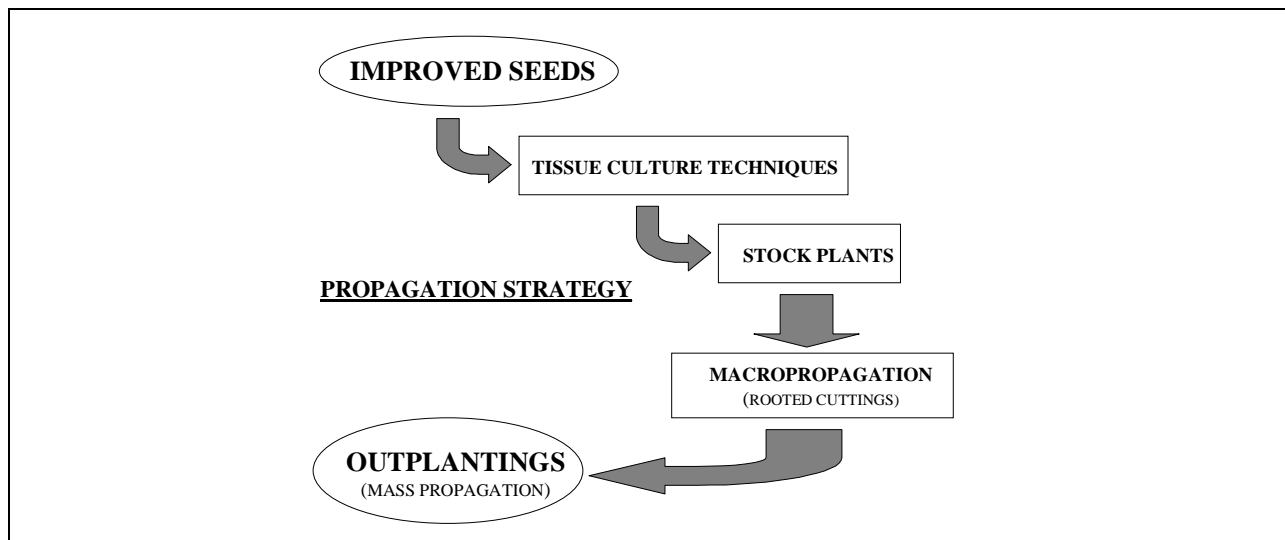 IMPROVED SEEDS
TISSUE CULTURE TECHNIQUES
STOCK PLANTS
PROPAGATION STRATEGY
MACROPROPAGATION
(ROOTED CUTTINGS)
OUTPLANTINGS
(MASS PROPAGATION)